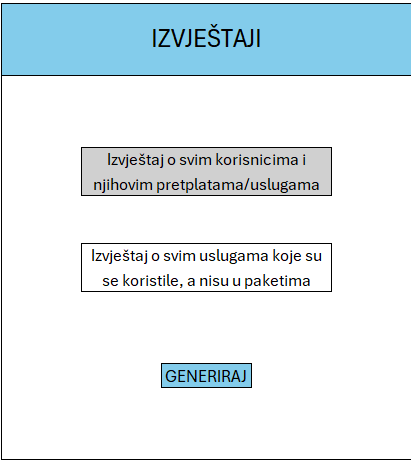 IZVJEŠTAJI
Izvještaj o svim korisnicima i
njihovim pretplatama/uslugama
Izvještaj o svim uslugama koje su
se koristile, a nisu u paketima
GENERIRAJ